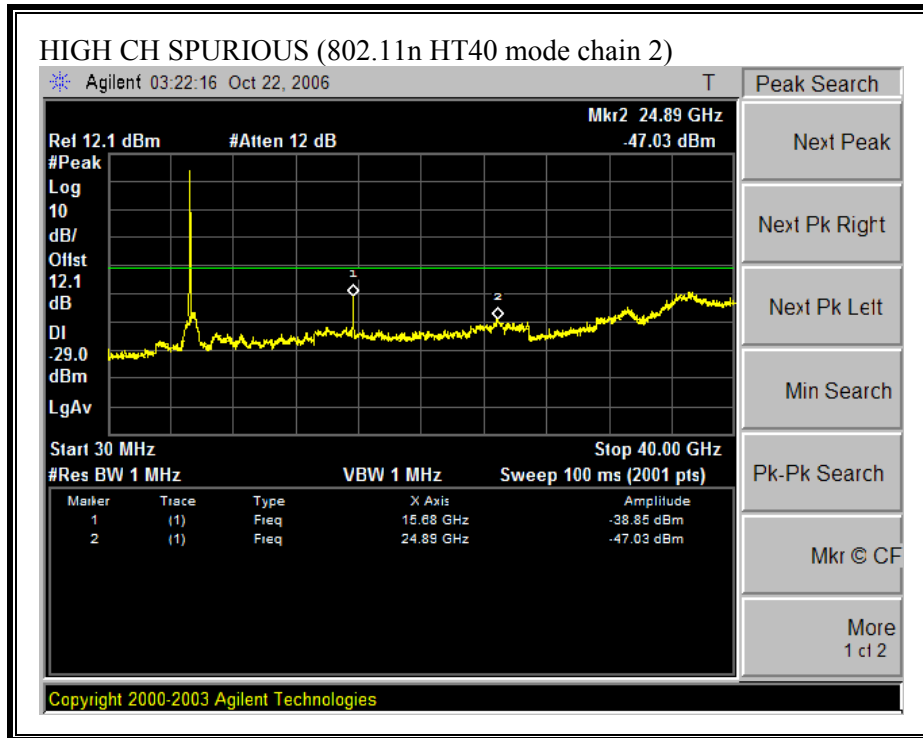 HIGH CH SPURIOUS (802.11n HT40 mode chain 2)
Agilent 03:22:16 Oct 22, 2006 T
Peak Search
Mkr2 24.89 GHz
Ref 12.1 dBm #Atten 12 dB -47.03 dBm
#Peak
Log
10
dB/
Offst
12.1
dB
DI
-29.0
dBm
LgAv
1
2
Start 30 MHz Stop 40.00 GHz
#Res BW 1 MHz VBW 1 MHz Sweep 100 ms (2001 pts)
Marker Trace Type X Axis Amplitude
1 (1) Freq 15.68 GHz -38.85 dBm
2 (1) Freq 24.89 GHz -47.03 dBm
Next Peak
Next Pk Right
Next Pk Left
Min Search
Pk-Pk Search
Mkr © CF
More
1 of 2
Copyright 2000-2003 Agilent Technologies